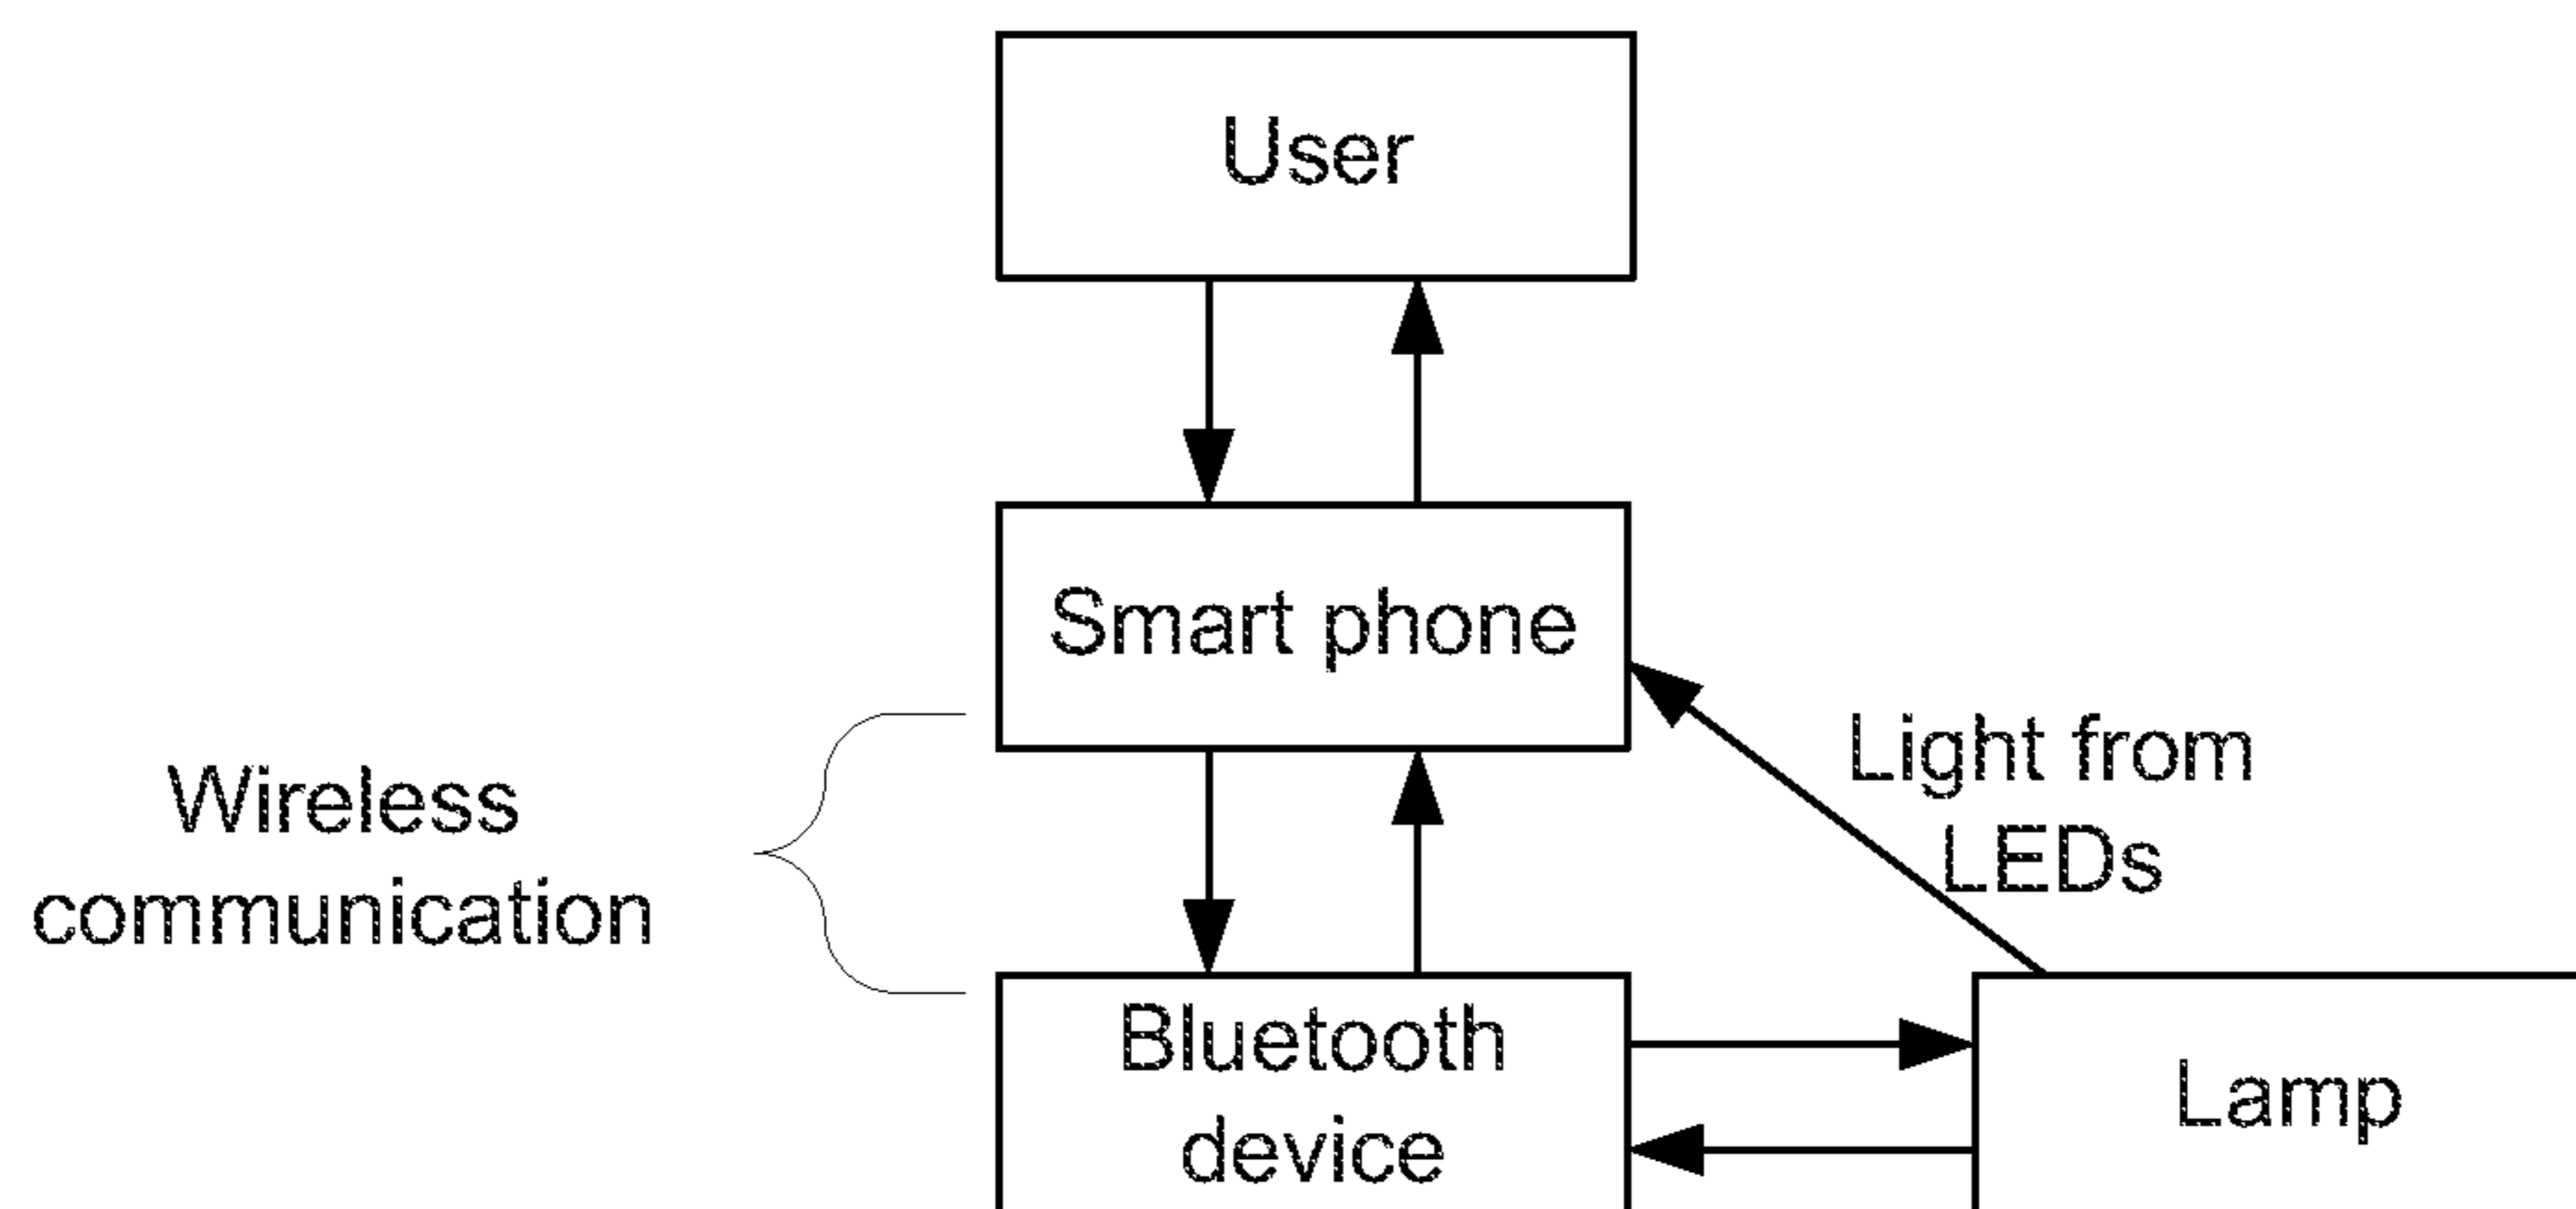 User
Smart phone
Wireless
communication
Light from
LEDs
Bluetooth
device
Lamp